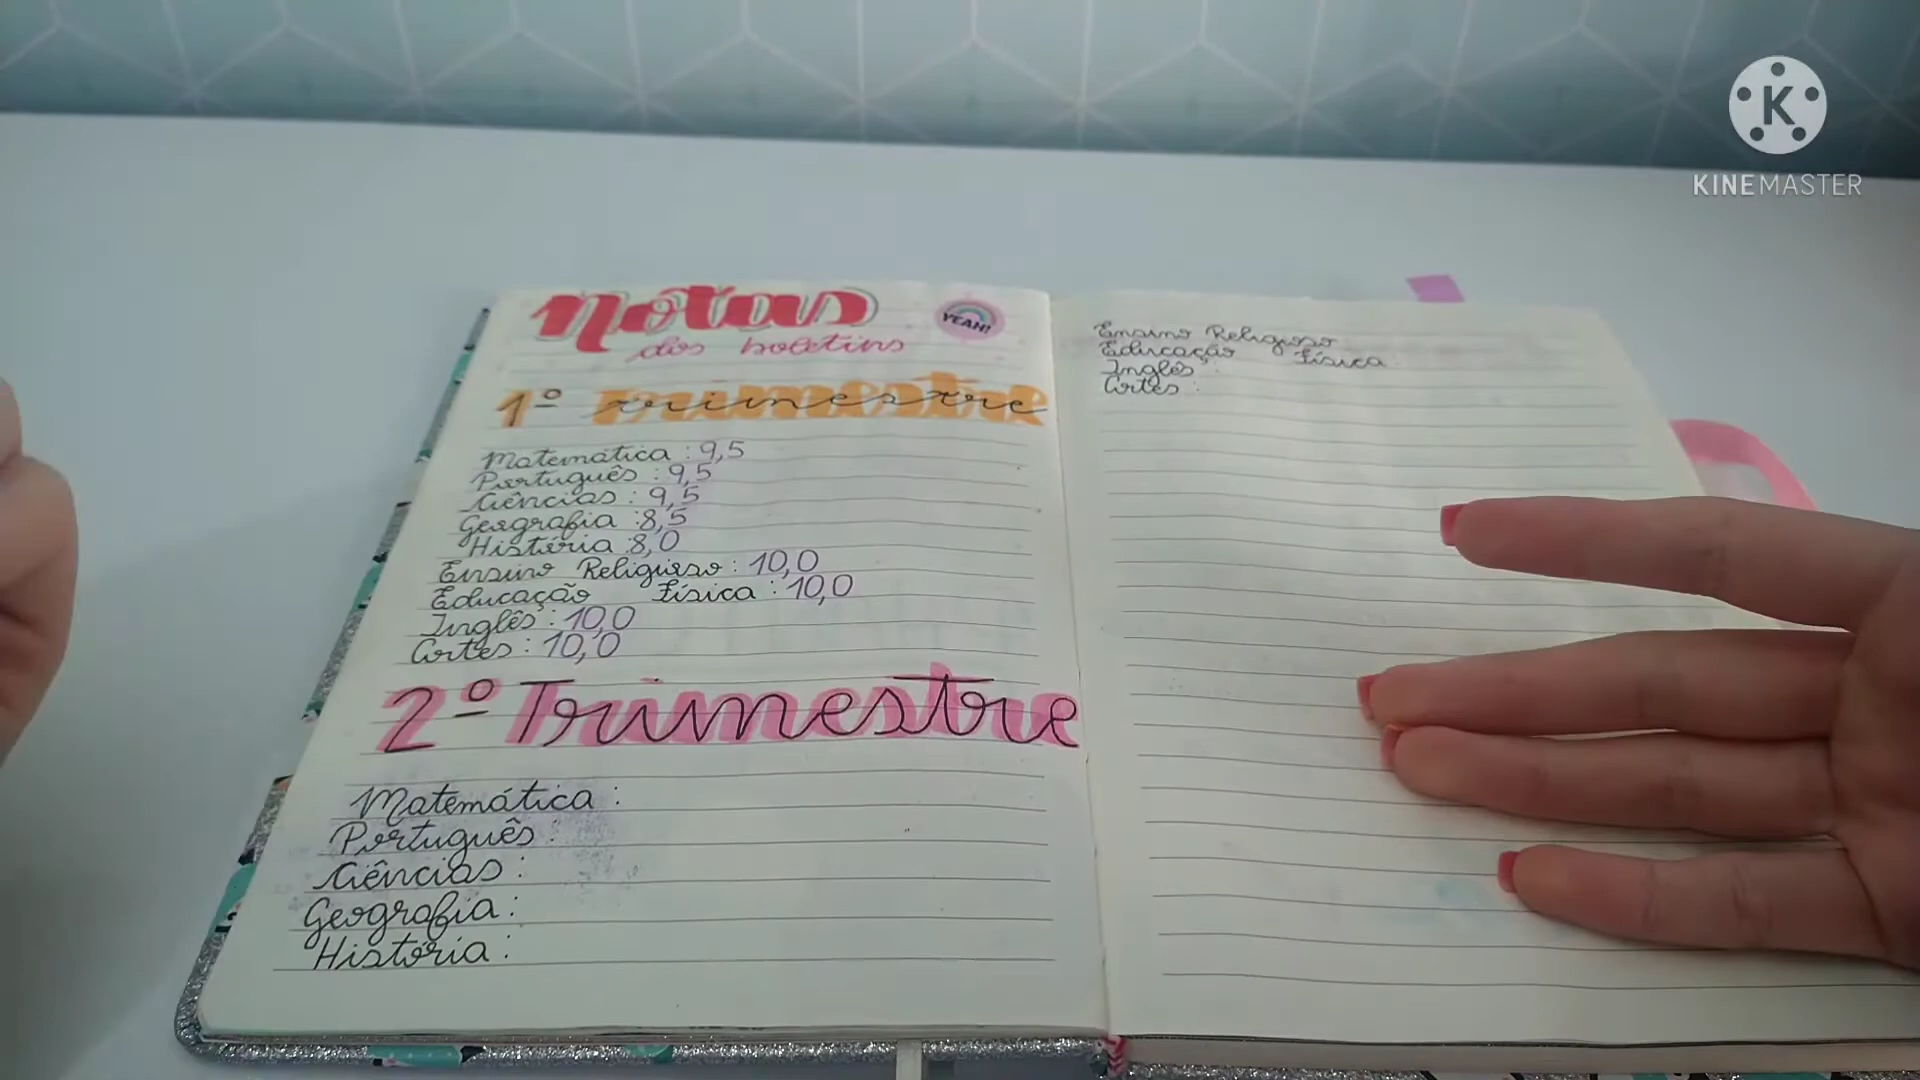 Notas
dos boletins
YEAH!
1º trimestre
Matemática : 9,5
Português : 9,5
Ciências : 9,5
Geografia : 8,5
História : 8,0
Ensino Religioso : 10,0
Educação Física : 10,0
Inglês : 10,0
Artes : 10,0
2º Trimestre
Matemática :
Português :
Ciências :
Geografia :
História :
Ensino Religioso
Educação Física
Inglês :
Artes :
K
KINEMASTER